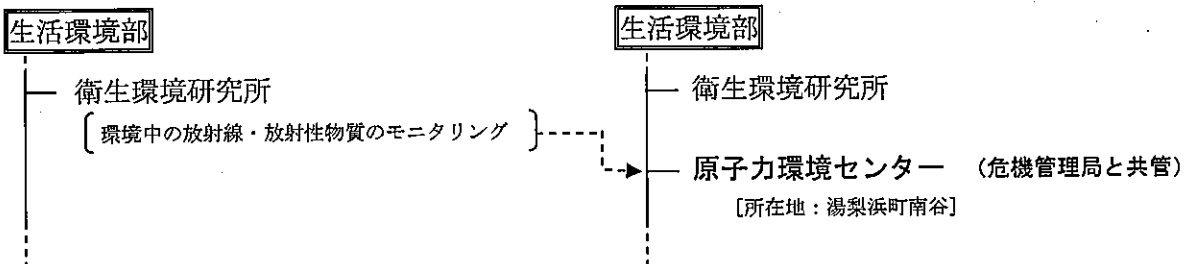 生活環境部
衛生環境研究所
環境中の放射線・放射性物質のモニタリング
生活環境部
衛生環境研究所
原子力環境センター (危機管理局と共管)
[所在地:湯梨浜町南谷]